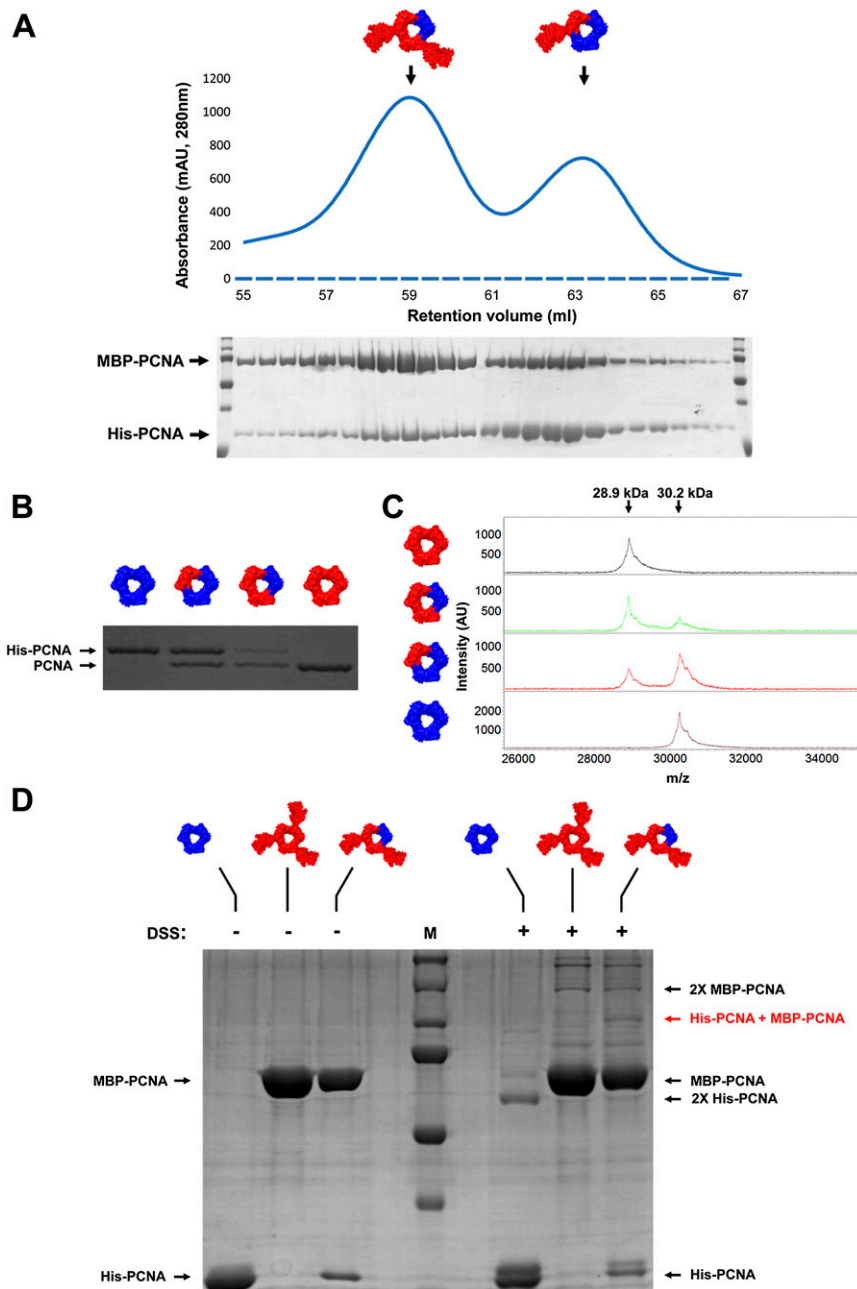 A
1200
1000
800
600
400
200
0
Absorbance (mAU, 280nm)
55 57 59 61 63 65 67
Retention volume (ml)
MBP-PCNA
His-PCNA
B
His-PCNA
PCNA
C
28.9 kDa 30.2 kDa
1000
500
1000
500
1000
500
2000
1000
Intensity (AU)
26000 28000 30000 32000 34000
m/z
D
DSS: - - - M + + +
2X MBP-PCNA
His-PCNA + MBP-PCNA
MBP-PCNA
MBP-PCNA
2X His-PCNA
His-PCNA
His-PCNA